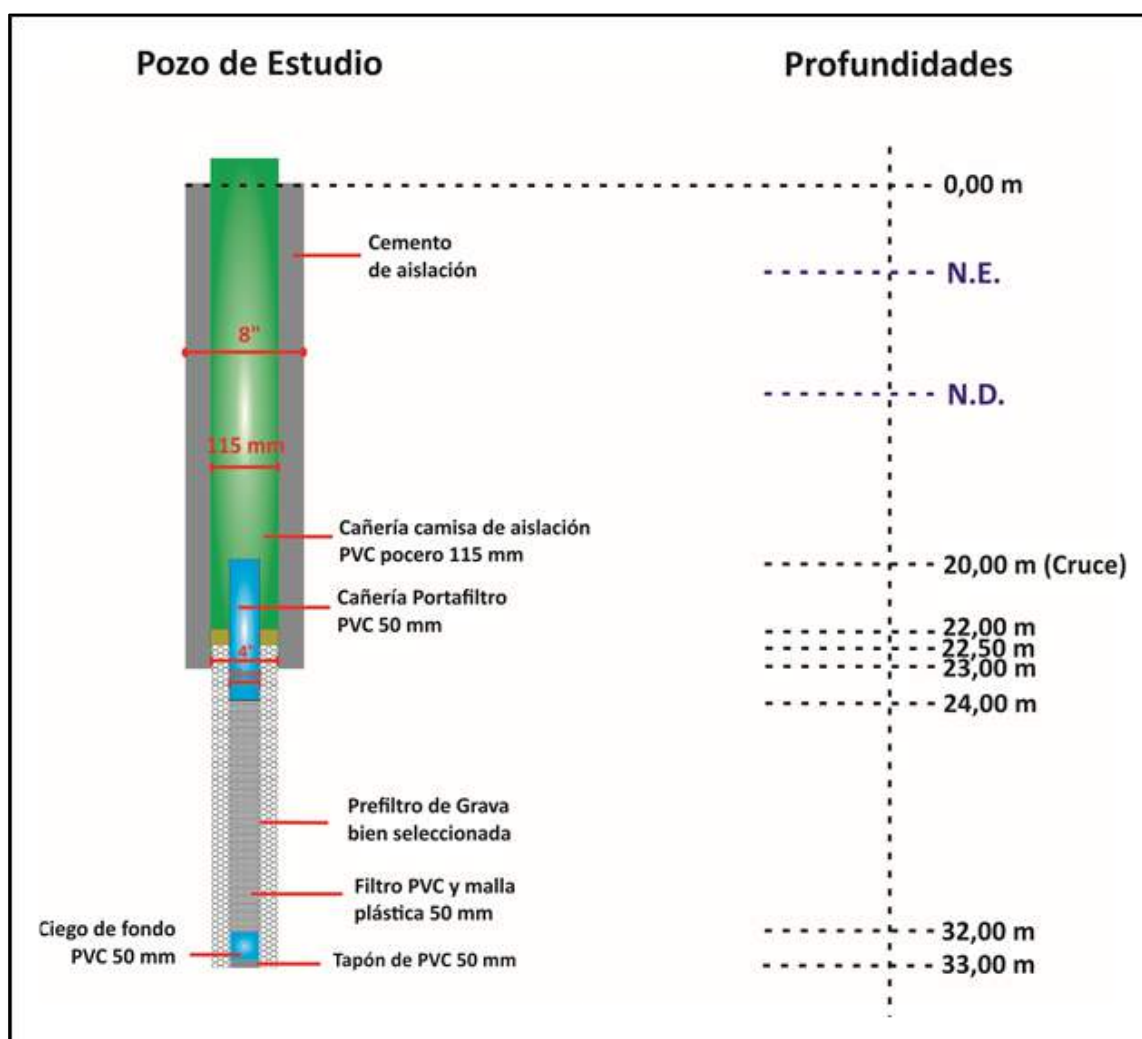 Pozo de Estudio
Profundidades
0,00 m
Cemento
de aislación
N.E.
8"
N.D.
115 mm
Cañería camisa de aislación
PVC pocero 115 mm
20,00 m (Cruce)
Cañería Portafiltro
PVC 50 mm
22,00 m
4"
22,50 m
23,00 m
24,00 m
Prefiltro de Grava
bien seleccionada
Filtro PVC y malla
plástica 50 mm
Ciego de fondo
PVC 50 mm
32,00 m
Tapón de PVC 50 mm
33,00 m